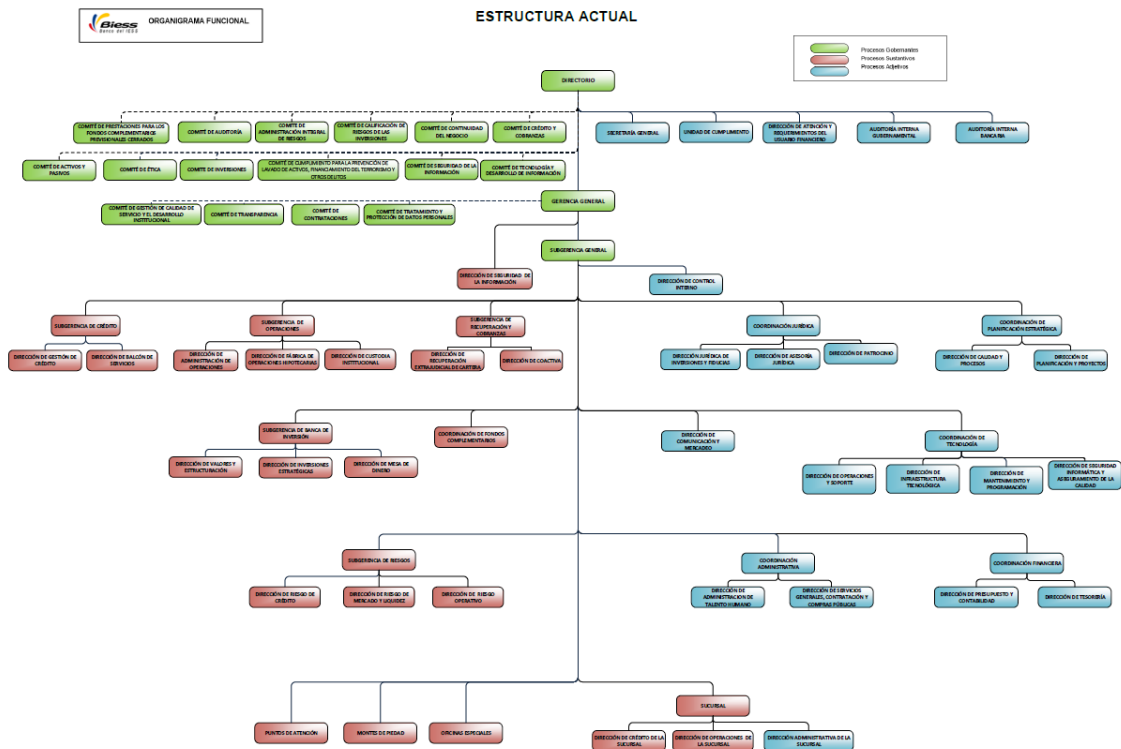 ESTRUCTURA ACTUAL
Biess
Banco del IESS
ORGANIGRAMA FUNCIONAL
Procesos Gobernantes
Procesos Sustantivos
Procesos Adjetivos
DIRECTORIO
COMITÉ DE PRESTACIONES PARA LOS
FONDOS COMPLEMENTARIOS
PREVISIONALES CERRADOS
COMITÉ DE AUDITORÍA
COMITÉ DE
ADMINISTRACIÓN INTEGRAL
DE RIESGOS
COMITÉ DE CALIFICACIÓN DE
RIESGOS DE LAS
INVERSIONES
COMITÉ DE CONTINUIDAD
DEL NEGOCIO
COMITÉ DE CRÉDITO Y
COBRANZAS
SECRETARÍA GENERAL
UNIDAD DE CUMPLIMIENTO
DIRECCIÓN DE ATENCIÓN Y
REQUERIMIENTOS DEL
USUARIO FINANCIERO
AUDITORÍA INTERNA
GUBERNAMENTAL
AUDITORÍA INTERNA
BANCARIA
COMITÉ DE ACTIVOS Y
PASIVOS
COMITÉ DE ÉTICA
COMITÉ DE INVERSIONES
COMITÉ DE CUMPLIMIENTO PARA LA PREVENCIÓN DE
LAVADO DE ACTIVOS, FINANCIAMIENTO DEL TERRORISMO Y
OTROS DELITOS
COMITÉ DE SEGURIDAD DE LA
INFORMACIÓN
COMITÉ DE TECNOLOGÍA Y
DESARROLLO DE INFORMACIÓN
GERENCIA GENERAL
COMITÉ DE GESTIÓN DE CALIDAD DE
SERVICIO Y EL DESARROLLO
INSTITUCIONAL
COMITÉ DE TRANSPARENCIA
COMITÉ DE
CONTRATACIONES
COMITÉ DE TRATAMIENTO Y
PROTECCIÓN DE DATOS PERSONALES
SUBGERENCIA GENERAL
DIRECCIÓN DE SEGURIDAD DE
LA INFORMACIÓN
DIRECCIÓN DE CONTROL
INTERNO
SUBGERENCIA DE CRÉDITO
SUBGERENCIA DE
OPERACIONES
SUBGERENCIA DE
RECUPERACIÓN Y
COBRANZAS
COORDINACIÓN JURÍDICA
COORDINACIÓN DE
PLANIFICACIÓN ESTRATÉGICA
DIRECCIÓN DE GESTIÓN DE
CRÉDITO
DIRECCIÓN DE BALCÓN DE
SERVICIOS
DIRECCIÓN DE
ADMINISTRACIÓN DE
OPERACIONES
DIRECCIÓN DE FÁBRICA DE
OPERACIONES HIPOTECARIAS
DIRECCIÓN DE CUSTODIA
INSTITUCIONAL
DIRECCIÓN DE
RECUPERACIÓN
EXTRAJUDICIAL DE CARTERA
DIRECCIÓN DE COACTIVA
DIRECCIÓN JURÍDICA DE
INVERSIONES Y FIDUCIAS
DIRECCIÓN DE ASESORÍA
JURÍDICA
DIRECCIÓN DE PATROCINIO
DIRECCIÓN DE CALIDAD Y
PROCESOS
DIRECCIÓN DE
PLANIFICACIÓN Y PROYECTOS
SUBGERENCIA DE BANCA DE
INVERSIÓN
COORDINACIÓN DE FONDOS
COMPLEMENTARIOS
DIRECCIÓN DE
COMUNICACIÓN Y
MERCADEO
COORDINACIÓN DE
TECNOLOGÍA
DIRECCIÓN DE VALORES Y
ESTRUCTURACIÓN
DIRECCIÓN DE INVERSIONES
ESTRATÉGICAS
DIRECCIÓN DE MESA DE
DINERO
DIRECCIÓN DE OPERACIONES
Y SOPORTE
DIRECCIÓN DE
INFRAESTRUCTURA
TECNOLÓGICA
DIRECCIÓN DE
MANTENIMIENTO Y
PROGRAMACIÓN
DIRECCIÓN DE SEGURIDAD
INFORMÁTICA Y
ASEGURAMIENTO DE LA
CALIDAD
SUBGERENCIA DE RIESGOS
COORDINACIÓN
ADMINISTRATIVA
COORDINACIÓN FINANCIERA
DIRECCIÓN DE RIESGO DE
CRÉDITO
DIRECCIÓN DE RIESGO DE
MERCADO Y LIQUIDEZ
DIRECCIÓN DE RIESGO
OPERATIVO
DIRECCIÓN DE
ADMINISTRACION DE
TALENTO HUMANO
DIRECCIÓN DE SERVICIOS
GENERALES, CONTRATACIÓN Y
COMPRAS PÚBLICAS
DIRECCIÓN DE PRESUPUESTO Y
CONTABILIDAD
DIRECCIÓN DE TESORERÍA
PUNTOS DE
ATENCIÓN
MONTES DE PIEDAD
OFICINAS ESPECIALES
SUCURSAL
DIRECCIÓN DE CRÉDITO DE LA
SUCURSAL
DIRECCIÓN DE OPERACIONES DE
LA SUCURSAL
DIRECCIÓN ADMINISTRATIVA DE LA
SUCURSAL